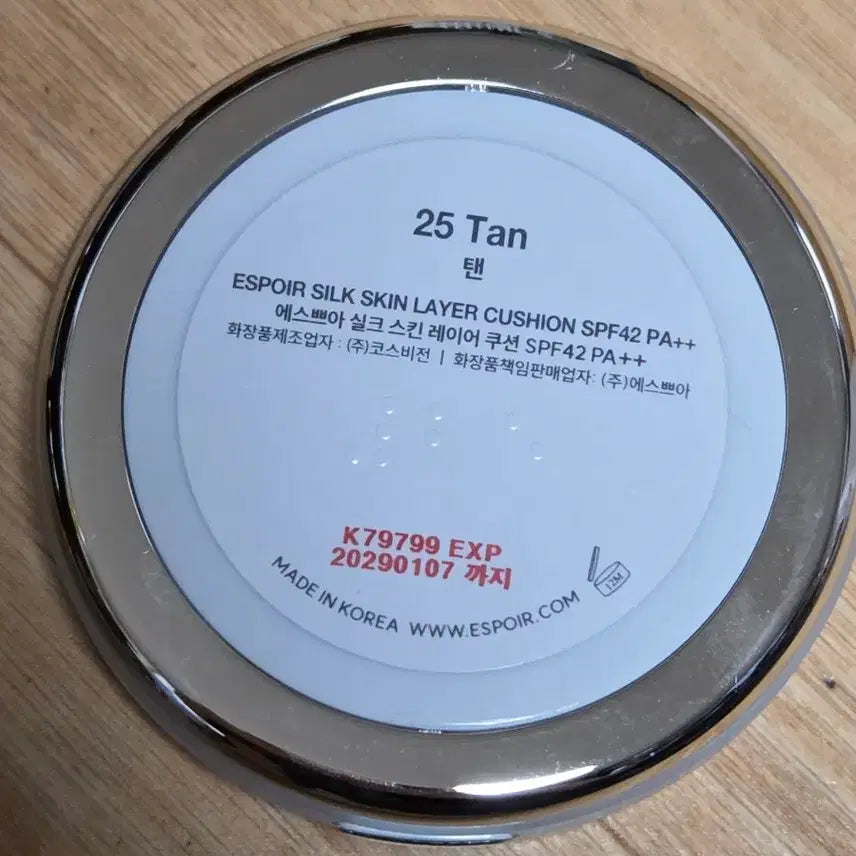 25 Tan
탠
ESPOIR SILK SKIN LAYER CUSHION SPF42 PA++
에스쁘아 실크 스킨 레이어 쿠션 SPF42 PA++
화장품제조업자 : (주)코스비전 | 화장품책임판매업자: (주)에스쁘아
K79799 EXP
20290107 까지
12M
MADE IN KOREA WWW.ESPOIR.COM